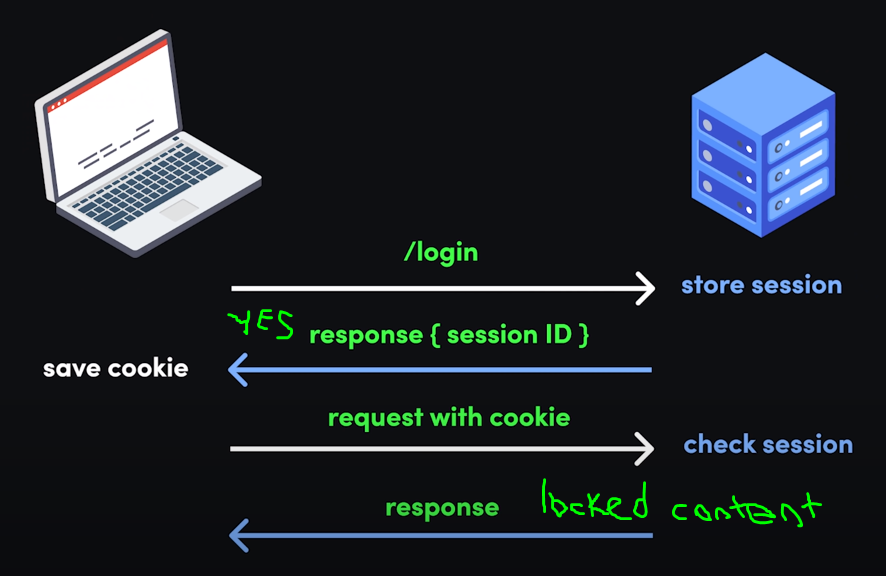 /login
store session
YES response { session ID }
save cookie
request with cookie
check session
response locked content